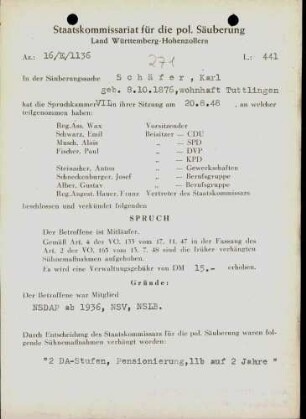 Staatskommissariat für die pol. Säuberung
Land Württemberg-Hohenzollern
Az.: 16/K/1136 271 L.: 441
In der Säuberungssache Schäfer, Karl
geb. 8.10.1876, wohnhaft Tuttlingen
hat die Spruchkammer VII in ihrer Sitzung am 20.8.48 , an welcher
teilgenommen haben:
Reg.Ass. Wax Vorsitzender
Schwarz, Emil Beisitzer – CDU
Musch, Alois „ – SPD
Fischer, Paul „ – DVP
„ – KPD
Steinacher, Anton „ – Gewerkschaften
Schneckenburger, Josef „ – Berufsgruppe
Alber, Gustav „ – Berufsgruppe
Reg.August. Hauer, Franz Vertreter des Staatskommissars
beschlossen und verkündet folgenden
SPRUCH
Der Betroffene ist Mitläufer.
Gemäß Art. 4 der VO. 133 vom 17. 11. 47 in der Fassung des
Art. 2 der VO. 165 vom 13. 7. 48 sind die früher verhängten
Sühnemaßnahmen aufgehoben.
Es wird eine Verwaltungsgebühr von DM 15.- erhoben.
Gründe:
Der Betroffene war Mitglied
NSDAP ab 1936, NSV, NSLB.
Durch Entscheidung des Staatskommissars für die pol. Säuberung waren fol-
gende Sühnemaßnahmen verhängt worden:
"2 DA-Stufen, Pensionierung, llb auf 2 Jahre "